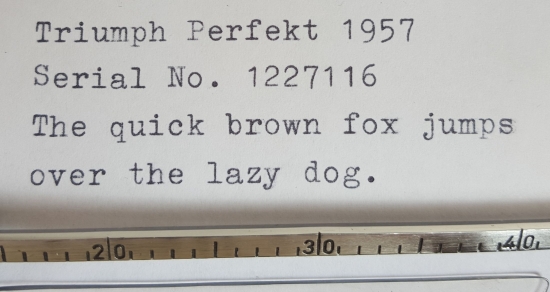 Triumph Perfekt 1957
Serial No. 1227116
The quick brown fox jumps
over the lazy dog.
20 30 40